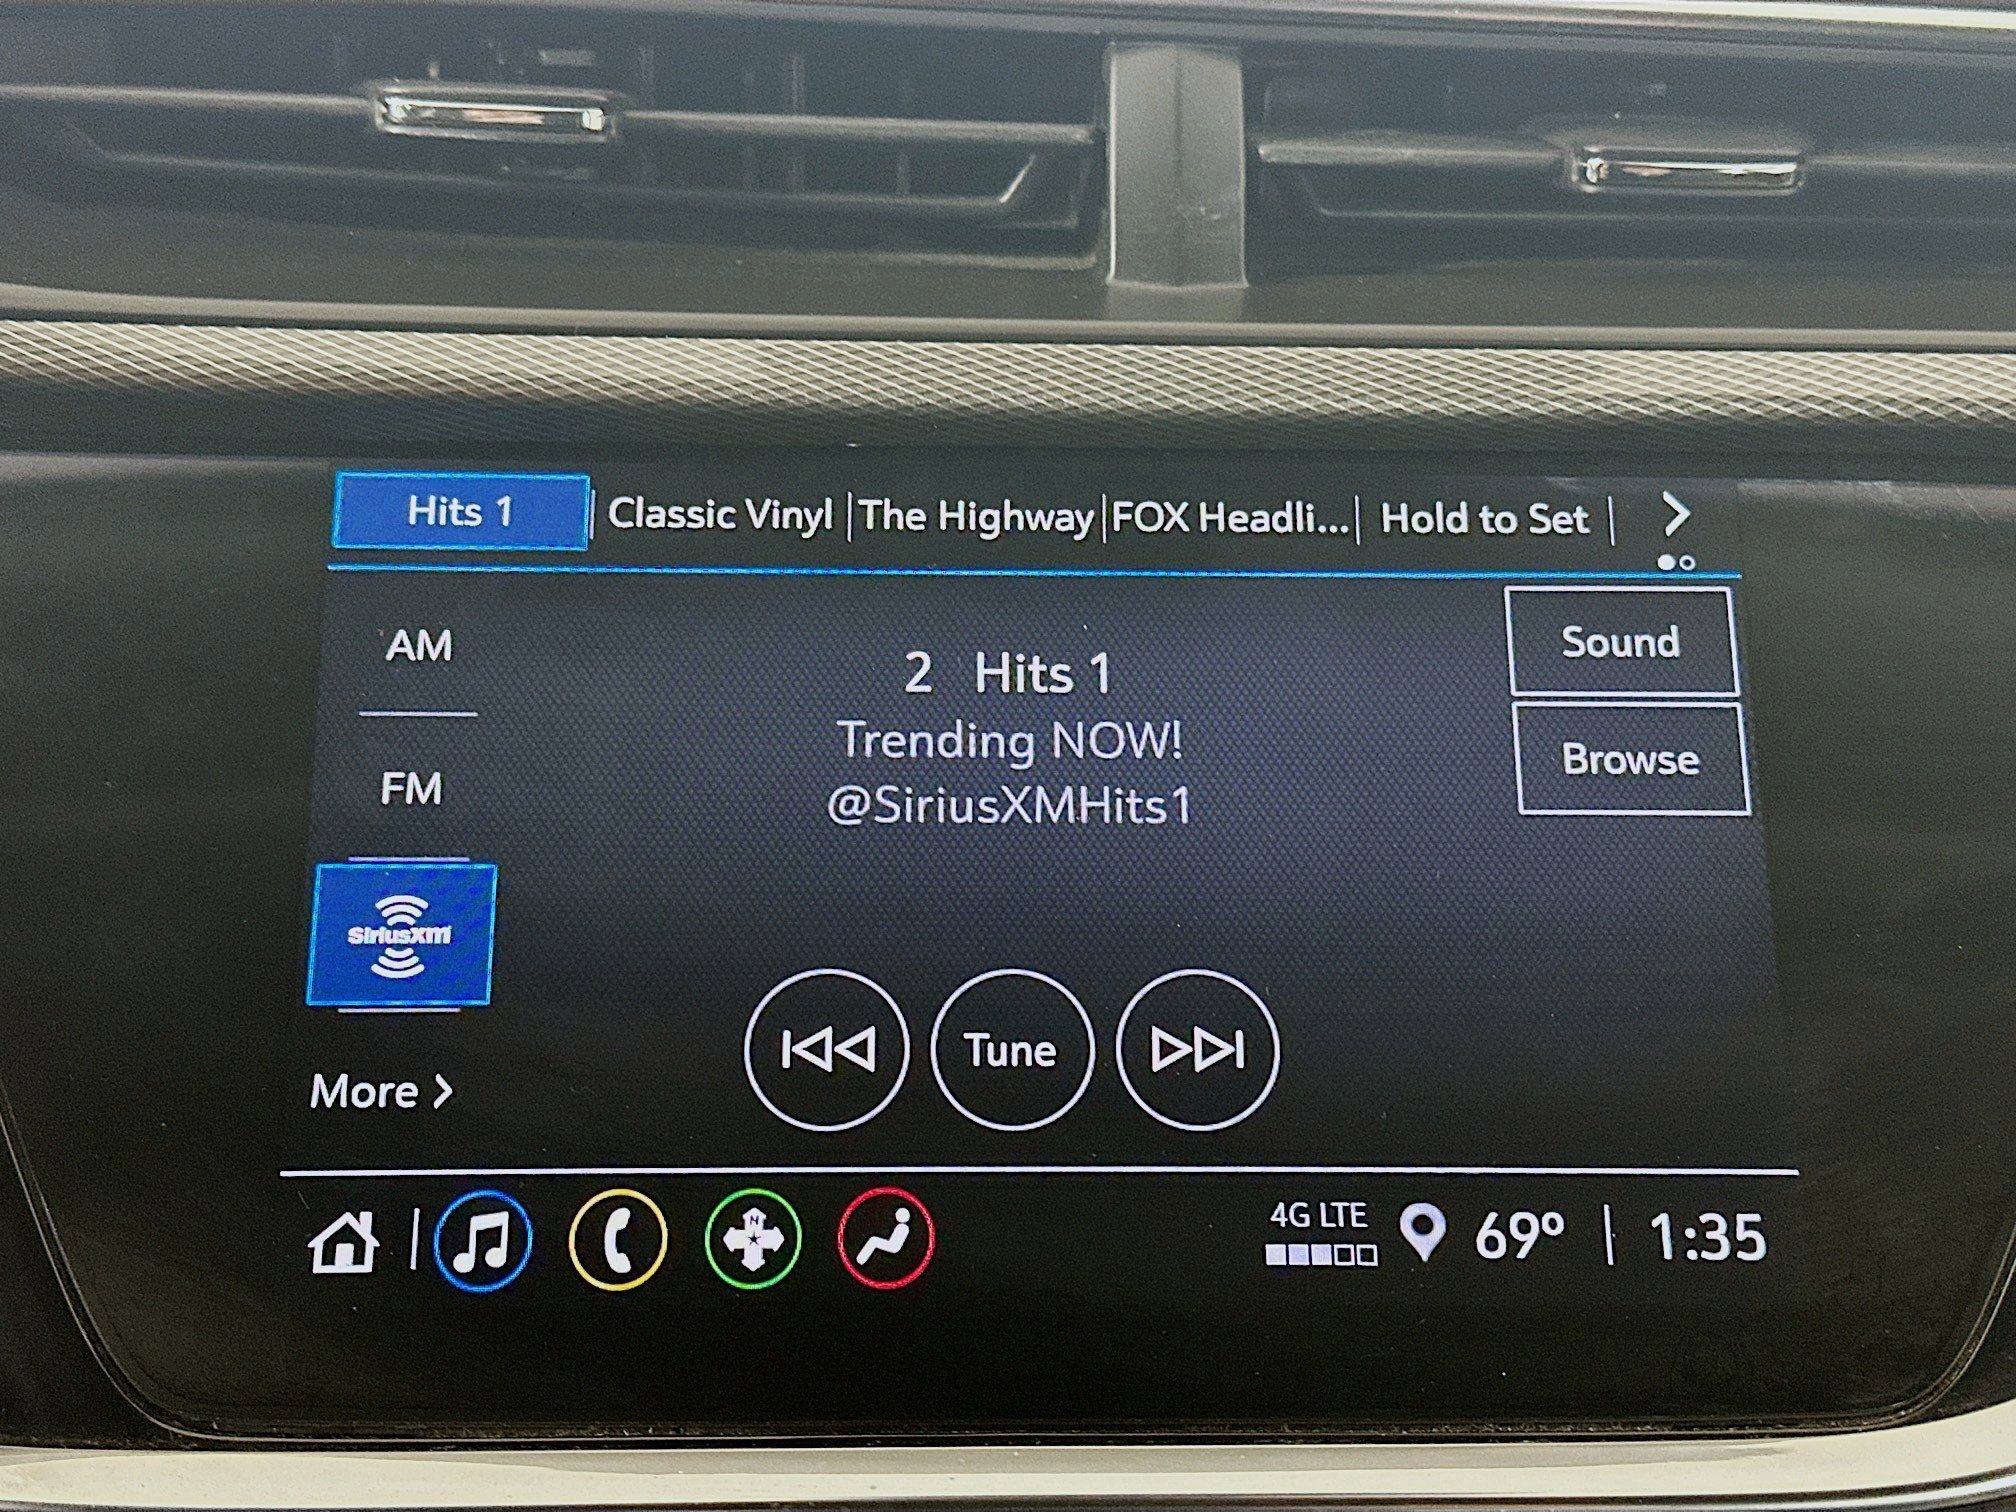 Hits 1 Classic Vinyl The Highway FOX Headli... Hold to Set
AM
2 Hits 1
Sound
Trending NOW!
Browse
FM
@SiriusXMHits1
SiriusXM
Tune
More
4G LTE
N
69° 1:35